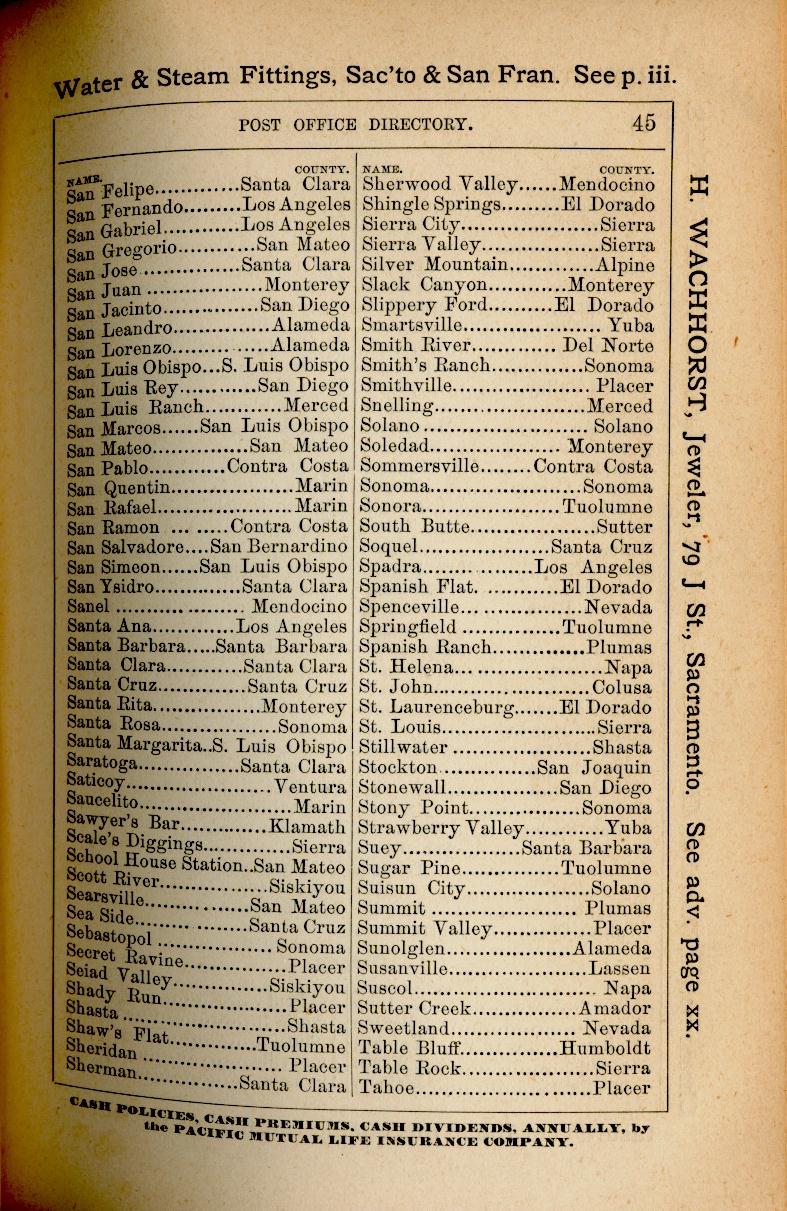 Water & Steam Fittings, Sac'to & San Fran. See p. iii.
POST OFFICE DIRECTORY. 45
NAME. COUNTY.
San Felipe.............Santa Clara
San Fernando.........Los Angeles
San Gabriel...........Los Angeles
San Gregorio............San Mateo
San Jose..............Santa Clara
San Juan .................Monterey
San Jacinto...............San Diego
San Leandro...............Alameda
San Lorenzo...............Alameda
San Luis Obispo...S. Luis Obispo
San Luis Rey............San Diego
San Luis Ranch............Merced
San Marcos......San Luis Obispo
San Mateo...............San Mateo
San Pablo............Contra Costa
San Quentin...................Marin
San Rafael.....................Marin
San Ramon ... .....Contra Costa
San Salvadore....San Bernardino
San Simeon......San Luis Obispo
San Ysidro..............Santa Clara
Sanel .................... Mendocino
Santa Ana.............Los Angeles
Santa Barbara.....Santa Barbara
Santa Clara............Santa Clara
Santa Cruz..............Santa Cruz
Santa Rita.................Monterey
Santa Rosa..................Sonoma
Santa Margarita..S. Luis Obispo
Saratoga................Santa Clara
Saticoy.......................Ventura
Saucelito........................Marin
Sawyer's Bar..............Klamath
Scale's Diggings..............Sierra
School House Station..San Mateo
Scott River.................Siskiyou
Searsville.................San Mateo
Sea Side..................Santa Cruz
Sebastopol ..................Sonoma
Secret Ravine................Placer
Seiad Valley...............Siskiyou
Shady Run....................Placer
Shasta..........................Shasta
Shaw's Flat..............Tuolumne
Sheridan ......................Placer
Sherman................Santa Clara
NAME. COUNTY.
Sherwood Valley......Mendocino
Shingle Springs.........El Dorado
Sierra City......................Sierra
Sierra Valley...................Sierra
Silver Mountain.............Alpine
Slack Canyon............Monterey
Slippery Ford..........El Dorado
Smartsville...................... Yuba
Smith River............. Del Norte
Smith's Ranch...............Sonoma
Smithville...................... Placer
Snelling........................Merced
Solano.......................... Solano
Soledad..................... Monterey
Sommersville........Contra Costa
Sonoma........................Sonoma
Sonora......................Tuolumne
South Butte....................Sutter
Soquel.....................Santa Cruz
Spadra..................Los Angeles
Spanish Flat. ...........El Dorado
Spenceville... ................Nevada
Springfield ...............Tuolumne
Spanish Ranch..............Plumas
St. Helena........................Napa
St. John.........................Colusa
St. Laurenceburg.......El Dorado
St. Louis.........................Sierra
Stillwater ......................Shasta
Stockton...............San Joaquin
Stonewall..................San Diego
Stony Point..................Sonoma
Strawberry Valley............Yuba
Suey...................Santa Barbara
Sugar Pine................Tuolumne
Suisun City....................Solano
Summit ....................... Plumas
Summit Valley................Placer
Sunolglen....................Alameda
Susanville.......................Lassen
Suscol.............................. Napa
Sutter Creek.................Amador
Sweetland.................... Nevada
Table Bluff................Humboldt
Table Rock.....................Sierra
Tahoe............................Placer
H. WACHHORST, Jeweler, 79 J St., Sacramento. See adv. page xx.
CASH POLICIES, CASH PREMIUMS, CASH DIVIDENDS, ANNUALLY, by
the PACIFIC MUTUAL LIFE INSURANCE COMPANY.